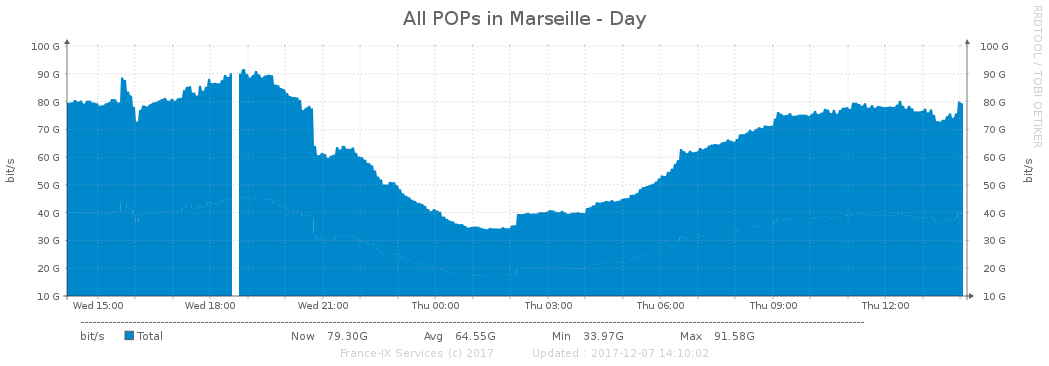 All POPs in Marseille - Day
RRDTOOL / TOBI OETIKER
100 G 100 G
90 G 90 G
80 G 80 G
70 G 70 G
60 G 60 G
50 G 50 G
40 G 40 G
30 G 30 G
20 G 20 G
10 G 10 G
bit/s bit/s
Wed 15:00 Wed 18:00 Wed 21:00 Thu 00:00 Thu 03:00 Thu 06:00 Thu 09:00 Thu 12:00
bit/s Total Now 79.30G Avg 64.55G Min 33.97G Max 91.58G
France-IX Services (c) 2017 Updated : 2017-12-07 14:10:02